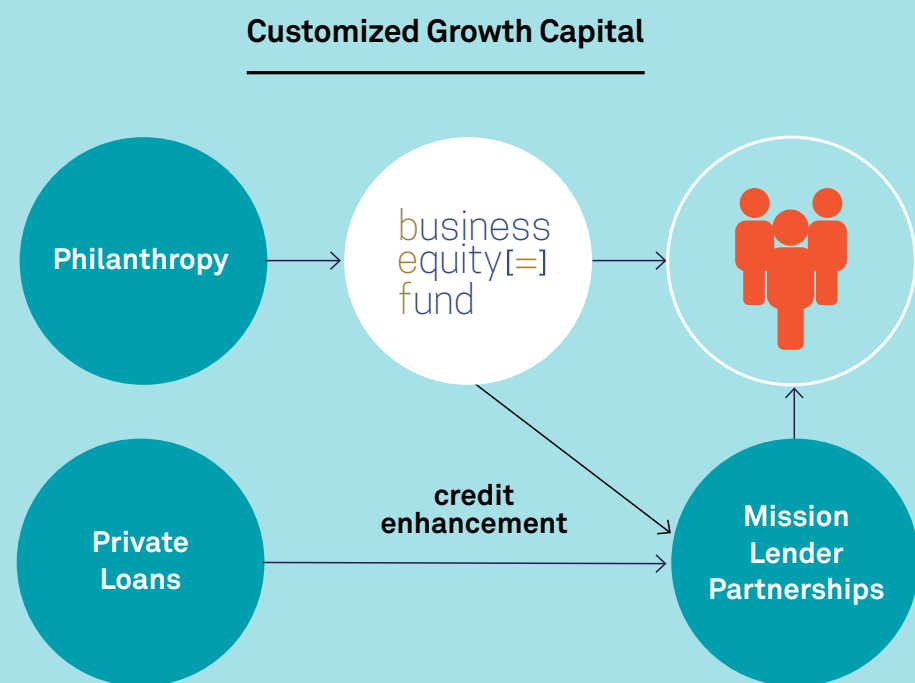 Customized Growth Capital
Philanthropy
business
equity[=]
fund
credit
enhancement
Private
Loans
Mission
Lender
Partnerships